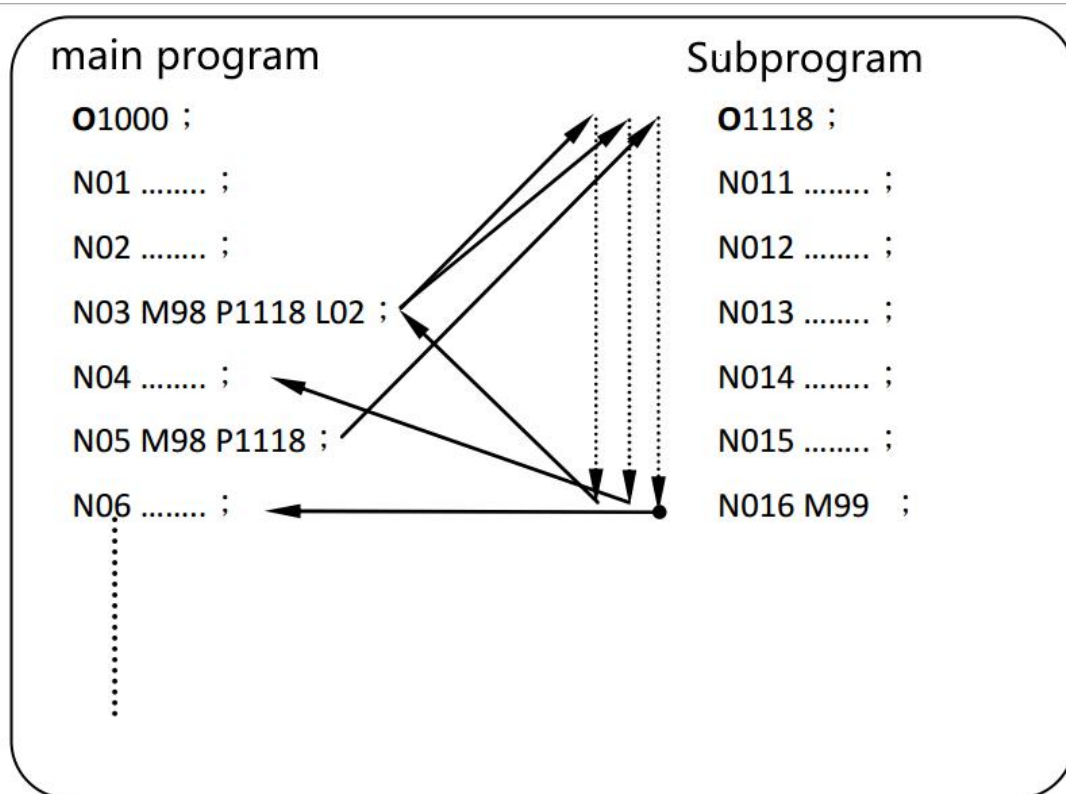 main program
O1000；
N01 ........；
N02 ........；
N03 M98 P1118 L02；
N04 ........；
N05 M98 P1118；
N06 ........；
Subprogram
O1118；
N011 ........；
N012 ........；
N013 ........；
N014 ........；
N015 ........；
N016 M99 ；